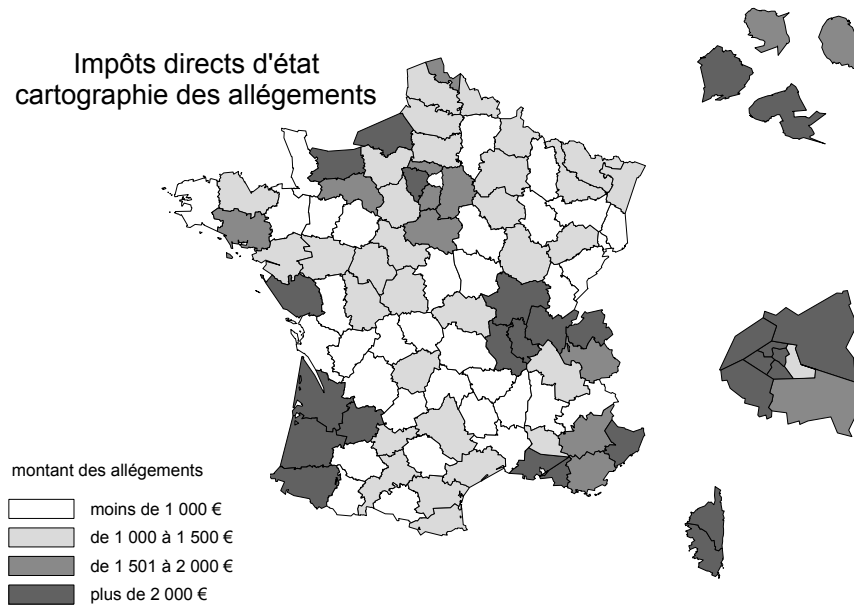 Impôts directs d'état
cartographie des allégements
montant des allégements
moins de 1 000 €
de 1 000 à 1 500 €
de 1 501 à 2 000 €
plus de 2 000 €